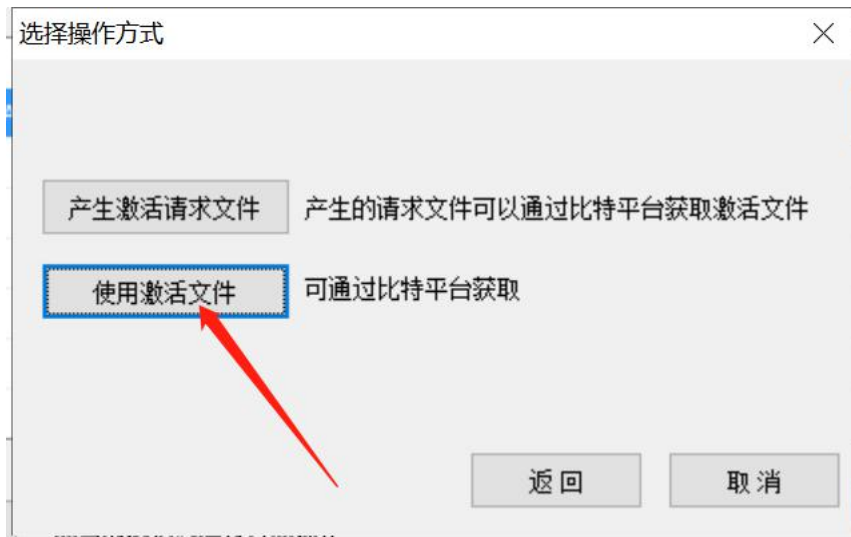 选择操作方式
产生激活请求文件 产生的请求文件可以通过比特平台获取激活文件
使用激活文件 可通过比特平台获取
返回 取消